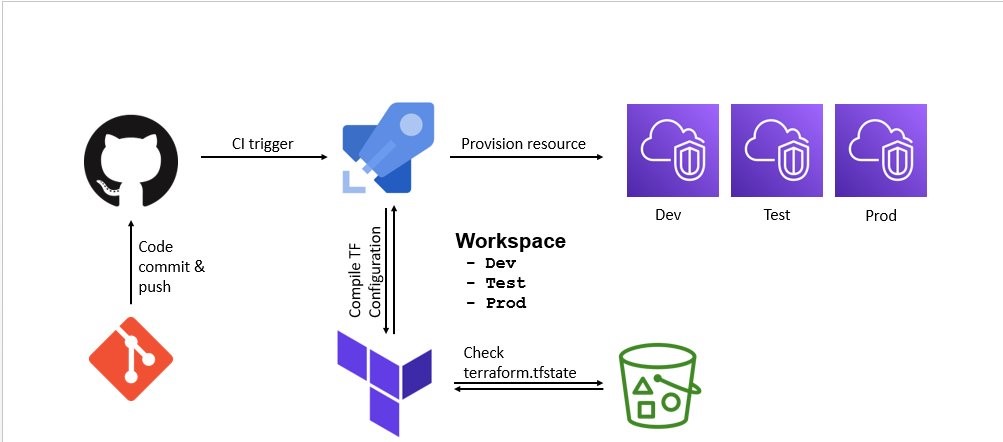 CI trigger
Provision resource
Dev
Test
Prod
Code
commit &
push
Compile TF
Configuration
Workspace
- Dev
- Test
- Prod
Check
terraform.tfstate